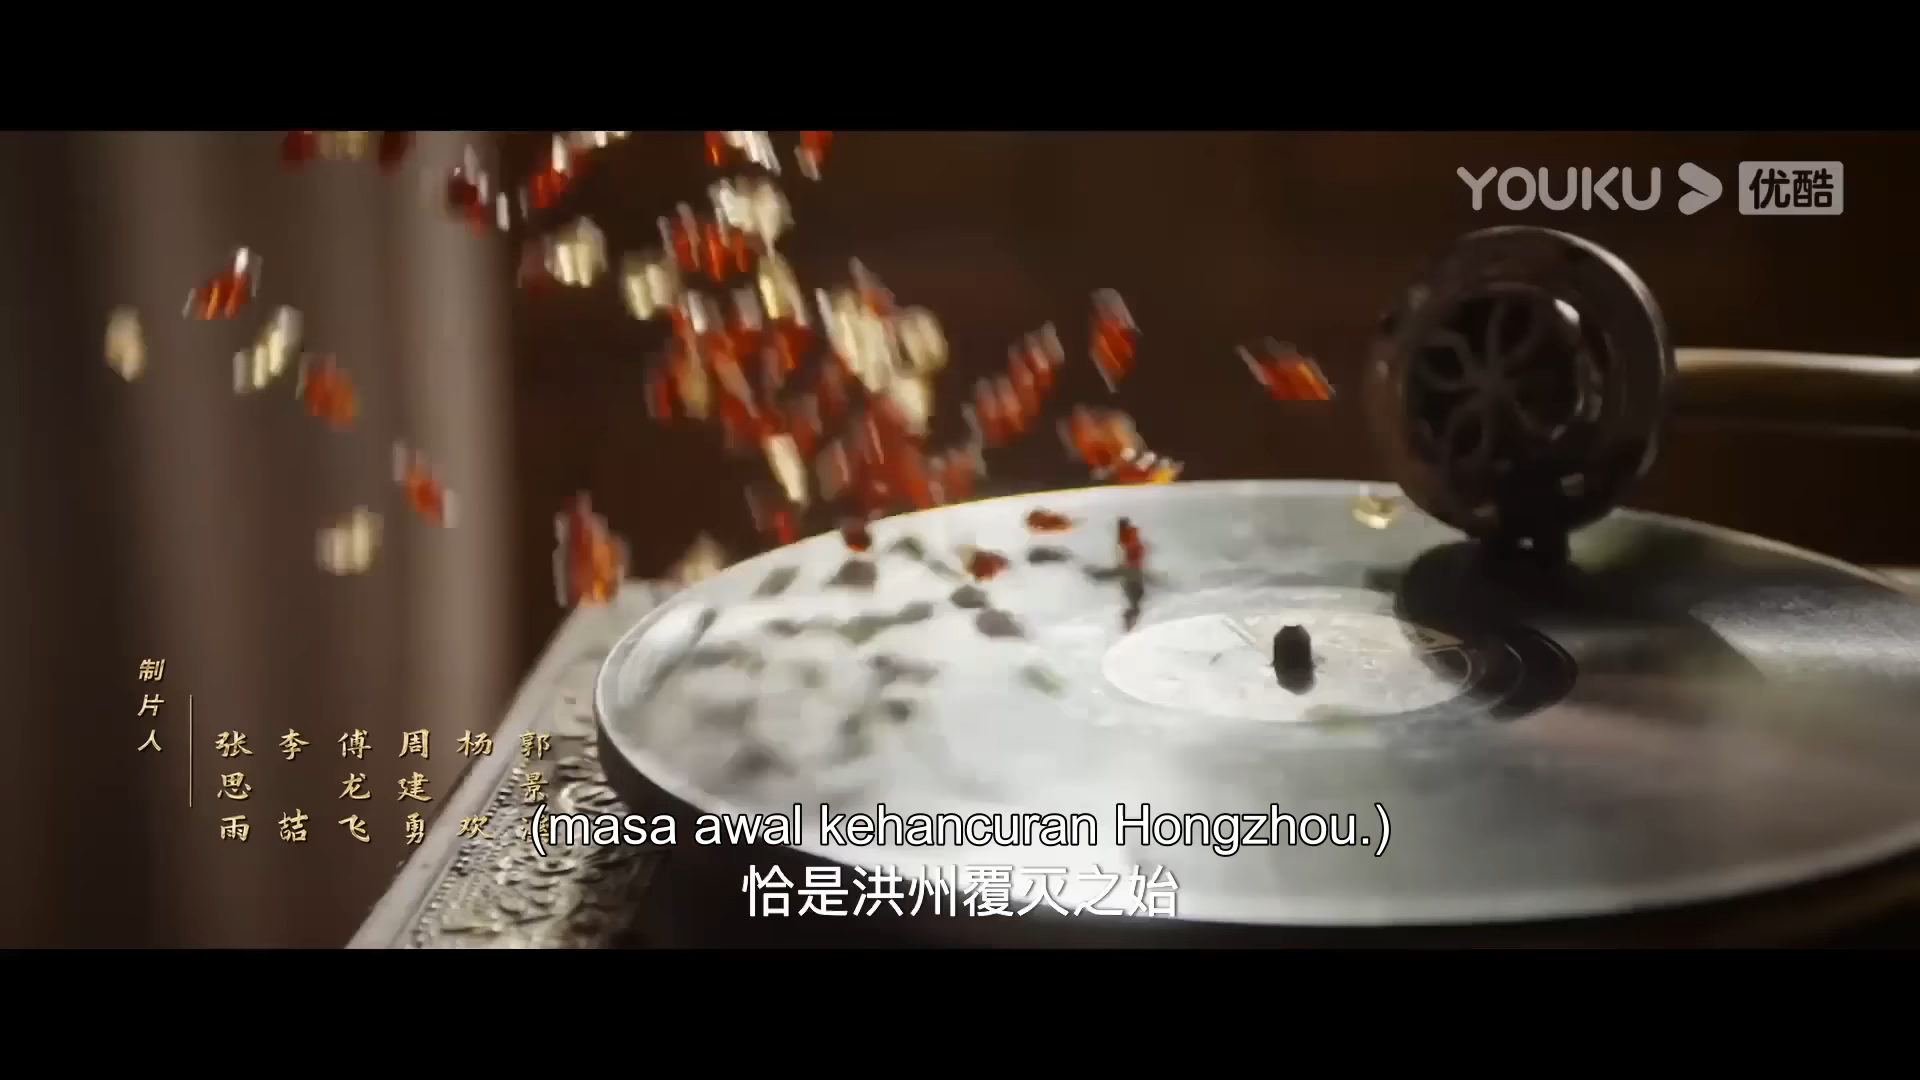 YOUKU 优酷
制片人
张思雨
李喆
傅龙飞
周建勇
杨欢
郭景
(masa awal kehancuran Hongzhou.)
恰是洪州覆灭之始